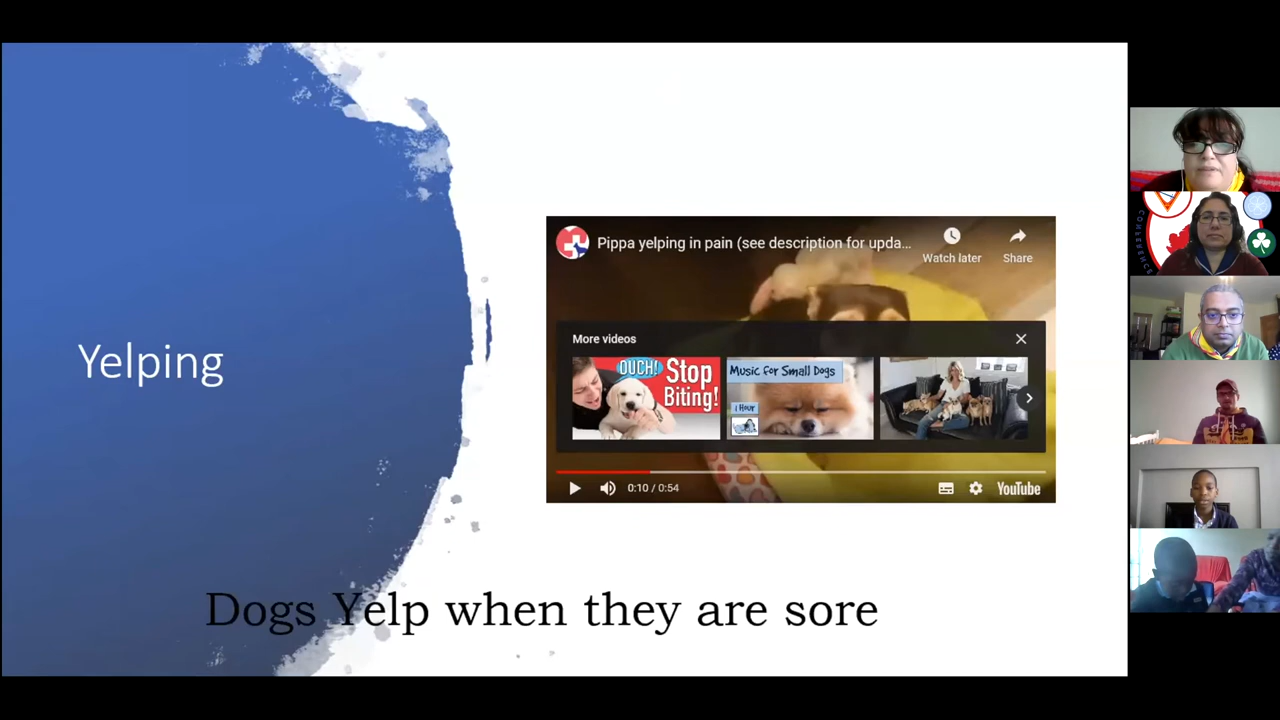 Yelping
Pippa yelping in pain (see description for upda...
Watch later
Share
More videos
OUCH! Stop
Biting!
Music for Small Dogs
1 Hour
0:10 / 0:54
YouTube
Dogs Yelp when they are sore
CONFERENCE